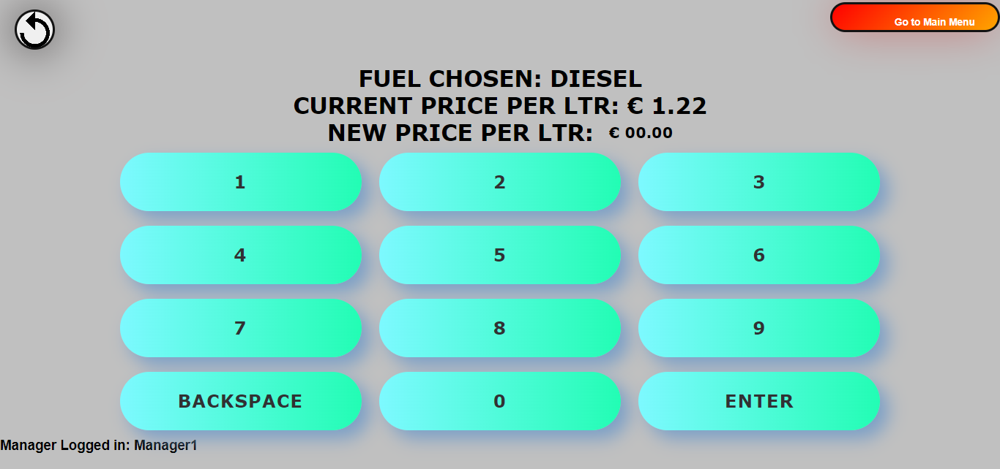 Go to Main Menu
FUEL CHOSEN: DIESEL
CURRENT PRICE PER LTR: € 1.22
NEW PRICE PER LTR: € 00.00
1 2 3
4 5 6
7 8 9
BACKSPACE 0 ENTER
Manager Logged in: Manager1